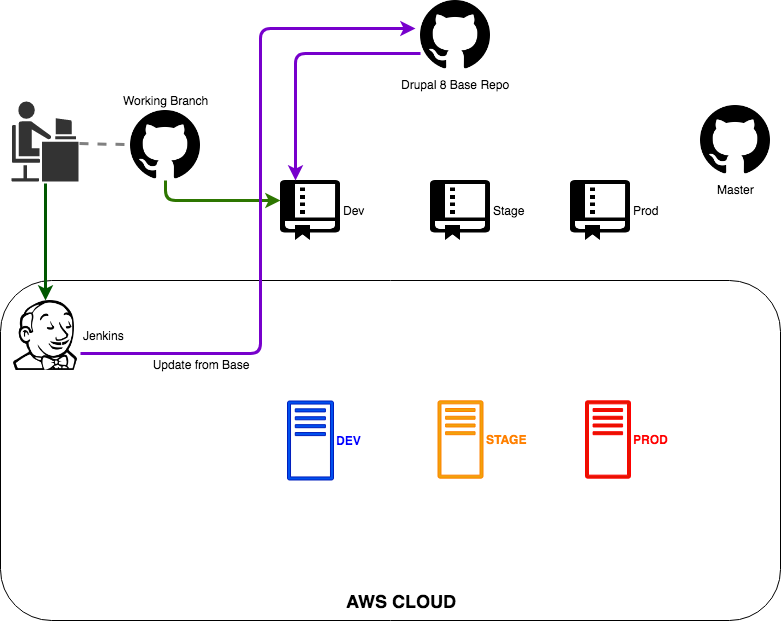 Drupal 8 Base Repo
Working Branch
Master
Dev
Stage
Prod
Jenkins
Update from Base
DEV
STAGE
PROD
AWS CLOUD